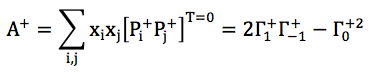 A⁺ = ∑_{i,j} xᵢxⱼ[Pᵢ⁺Pⱼ⁺]^{T=0} = 2Γ₁⁺Γ₋₁⁺ − Γ₀⁺²